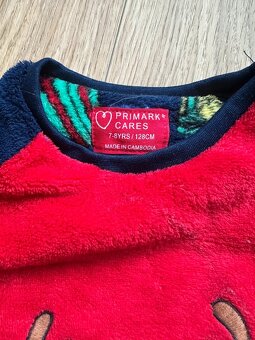 PRIMARK®
CARES
7-8YRS / 128CM
MADE IN CAMBODIA